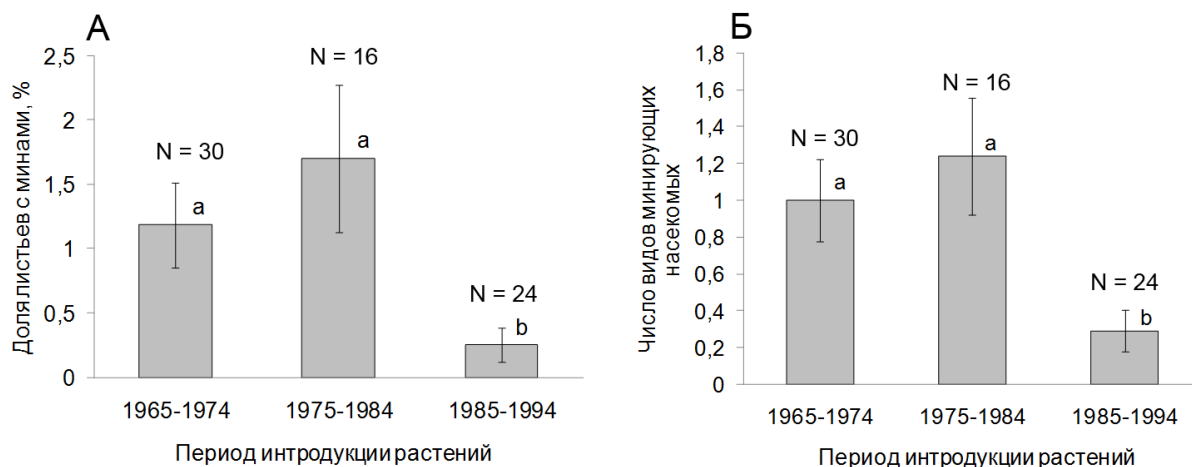 А
Доля листьев с минами, %
2,5
2
1,5
1
0,5
0
N = 30
N = 16
N = 24
a
a
b
1965-1974
1975-1984
1985-1994
Период интродукции растений
Б
Число видов минирующих
насекомых
1,8
1,6
1,4
1,2
1
0,8
0,6
0,4
0,2
0
N = 30
N = 16
N = 24
a
a
b
1965-1974
1975-1984
1985-1994
Период интродукции растений